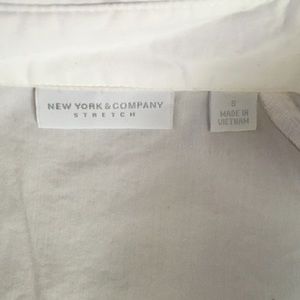 NEW YORK & COMPANY
STRETCH
S
MADE IN
VIETNAM